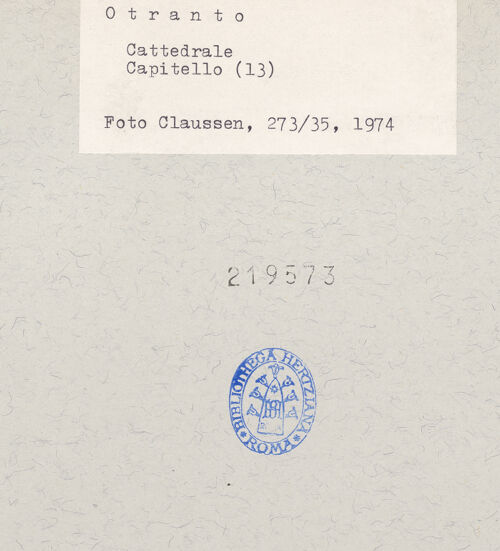 O t r a n t o
Cattedrale
Capitello (13)
Foto Claussen, 273/35, 1974
219573
BIBLIOTHECA HERTZIANA
* ROMA *